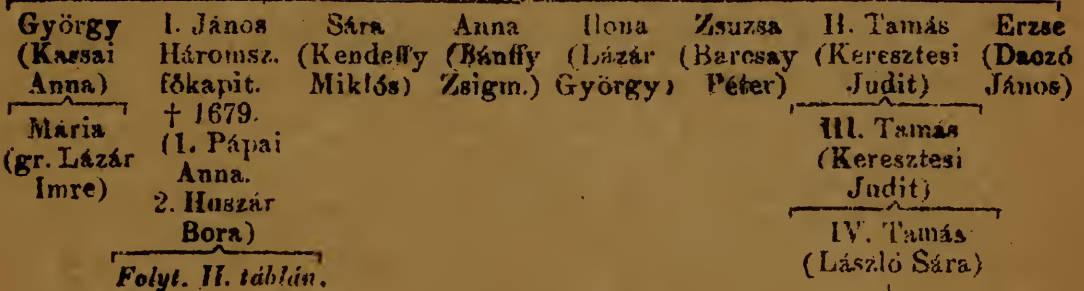 György I. János Sára Anna Ilona Zsuzsa II. Tamás Erzse
(Kassai Háromsz. (Kendeffy (Bánffy (Lázár (Barcsay (Keresztesi (Daczó
Anna) főkapit. Miklós) Zsigm.) György) Péter) Judit) János)
† 1679.
Mária (1. Pápai III. Tamás
(gr. Lázár Anna. (Keresztesi
Imre) 2. Huszár Judit)
Bora) IV. Tamás
Folyt. II. táblán. (László Sára)